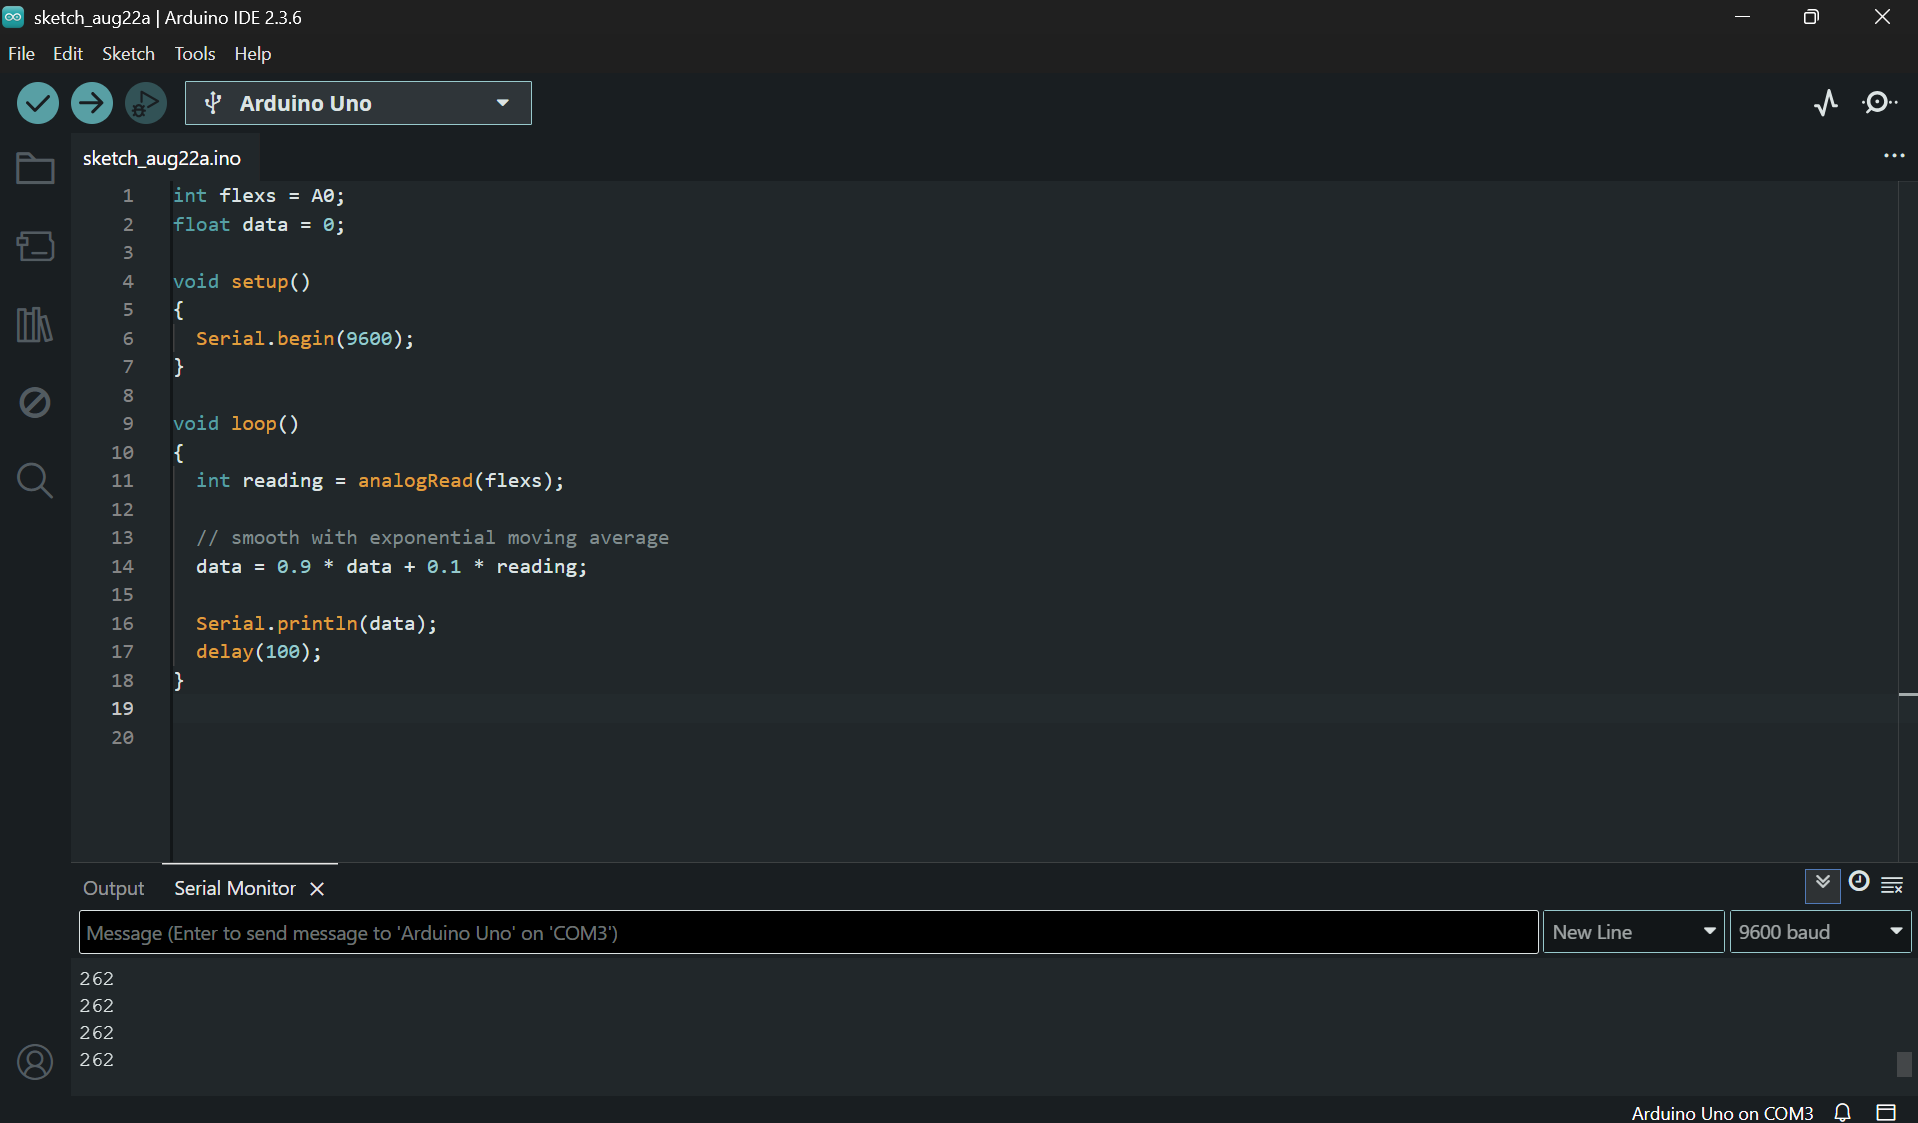 sketch_aug22a | Arduino IDE 2.3.6
File Edit Sketch Tools Help
Arduino Uno
sketch_aug22a.ino
1 int flexs = A0;
2 float data = 0;
3
4 void setup()
5 {
6 Serial.begin(9600);
7 }
8
9 void loop()
10 {
11 int reading = analogRead(flexs);
12
13 // smooth with exponential moving average
14 data = 0.9 * data + 0.1 * reading;
15
16 Serial.println(data);
17 delay(100);
18 }
19
20
Output Serial Monitor
Message (Enter to send message to 'Arduino Uno' on 'COM3') New Line 9600 baud
262
262
262
262
Arduino Uno on COM3